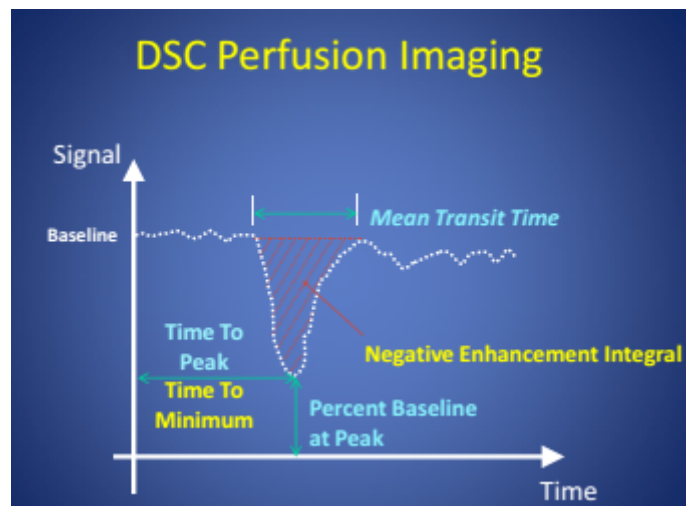 DSC Perfusion Imaging
Signal
Mean Transit Time
Baseline
Time To
Peak
Negative Enhancement Integral
Time To
Minimum
Percent Baseline
at Peak
Time